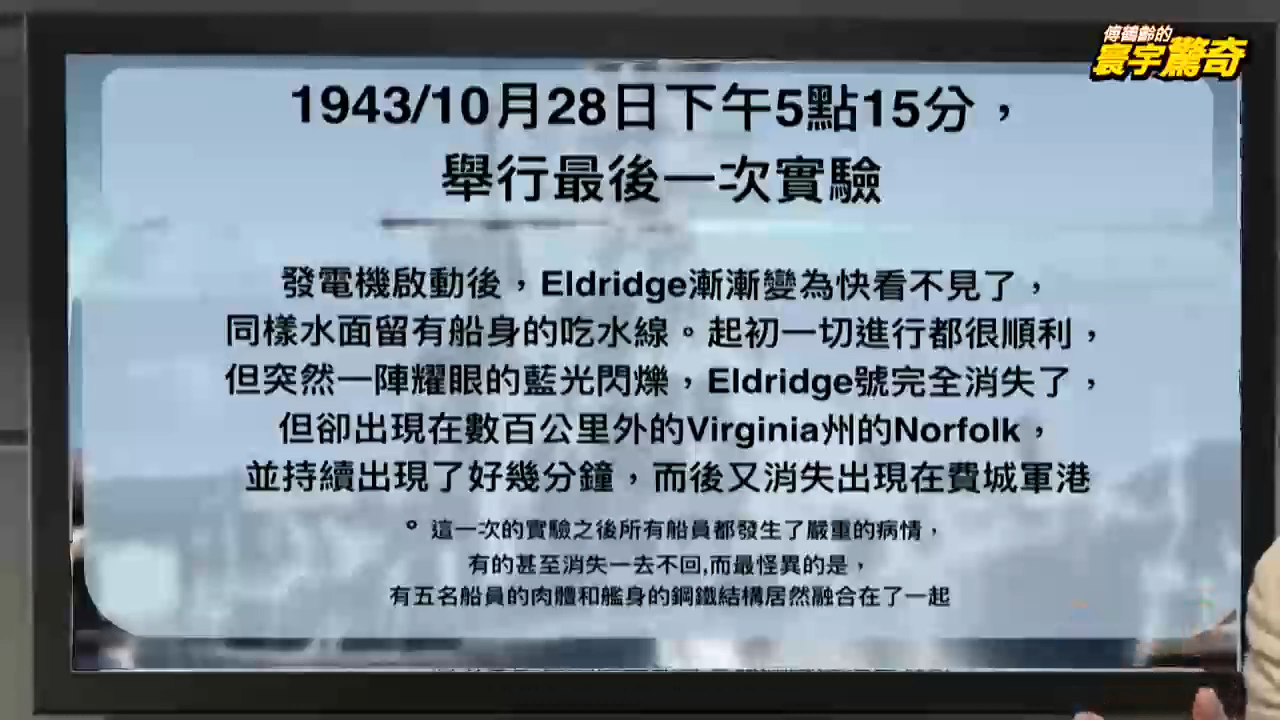 傅鶴齡的
寰宇驚奇
1943/10月28日下午5點15分，
舉行最後一次實驗
發電機啟動後，Eldridge漸漸變為快看不見了，
同樣水面留有船身的吃水線。起初一切進行都很順利，
但突然一陣耀眼的藍光閃爍，Eldridge號完全消失了，
但卻出現在數百公里外的Virginia州的Norfolk，
並持續出現了好幾分鐘，而後又消失出現在費城軍港
。這一次的實驗之後所有船員都發生了嚴重的病情，
有的甚至消失一去不回,而最怪異的是，
有五名船員的肉體和艦身的鋼鐵結構居然融合在了一起